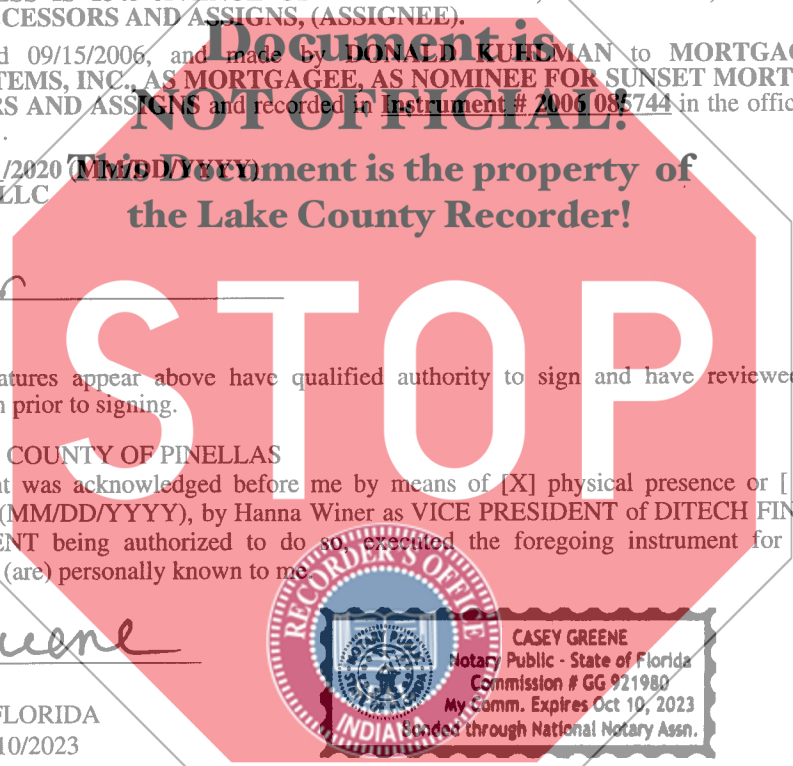 CESSORS AND ASSIGNS, (ASSIGNEE).
Document is
d 09/15/2006, and made by DONALD KUHLMAN to MORTGA
TEMS, INC., AS MORTGAGEE, AS NOMINEE FOR SUNSET MORT
RS AND ASSIGNS and recorded in Instrument # 2006 085744 in the offic
NOT OFFICIAL!
/2020 (MM/DD/YYYY)
This Document is the property of
LLC
the Lake County Recorder!
STOP
atures appear above have qualified authority to sign and have reviewed
n prior to signing.
COUNTY OF PINELLAS
nt was acknowledged before me by means of [X] physical presence or [
(MM/DD/YYYY), by Hanna Winer as VICE PRESIDENT of DITECH FIN
ENT being authorized to do so, executed the foregoing instrument for
(are) personally known to me.
RECORDER'S OFFICE
INDIANA
NOTARY PUBLIC
CASEY GREENE
Notary Public - State of Florida
Commission # GG 921980
My Comm. Expires Oct 10, 2023
Bonded through National Notary Assn.
FLORIDA
10/2023